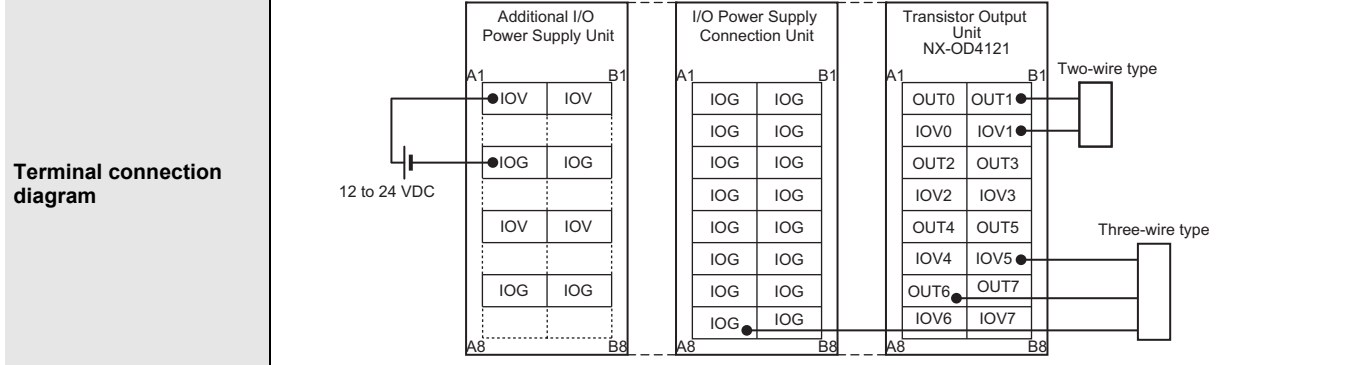 Terminal connection
diagram
Additional I/O
Power Supply Unit
I/O Power Supply
Connection Unit
Transistor Output
Unit
NX-OD4121
A1 B1 A1 B1 A1 B1
Two-wire type
IOV IOV IOG IOG OUT0 OUT1
IOG IOG IOV0 IOV1
IOG IOG IOG IOG OUT2 OUT3
12 to 24 VDC
IOG IOG IOV2 IOV3
IOV IOV IOG IOG OUT4 OUT5
Three-wire type
IOG IOG IOV4 IOV5
IOG IOG IOG IOG OUT6 OUT7
IOG IOG IOV6 IOV7
A8 B8 A8 B8 A8 B8